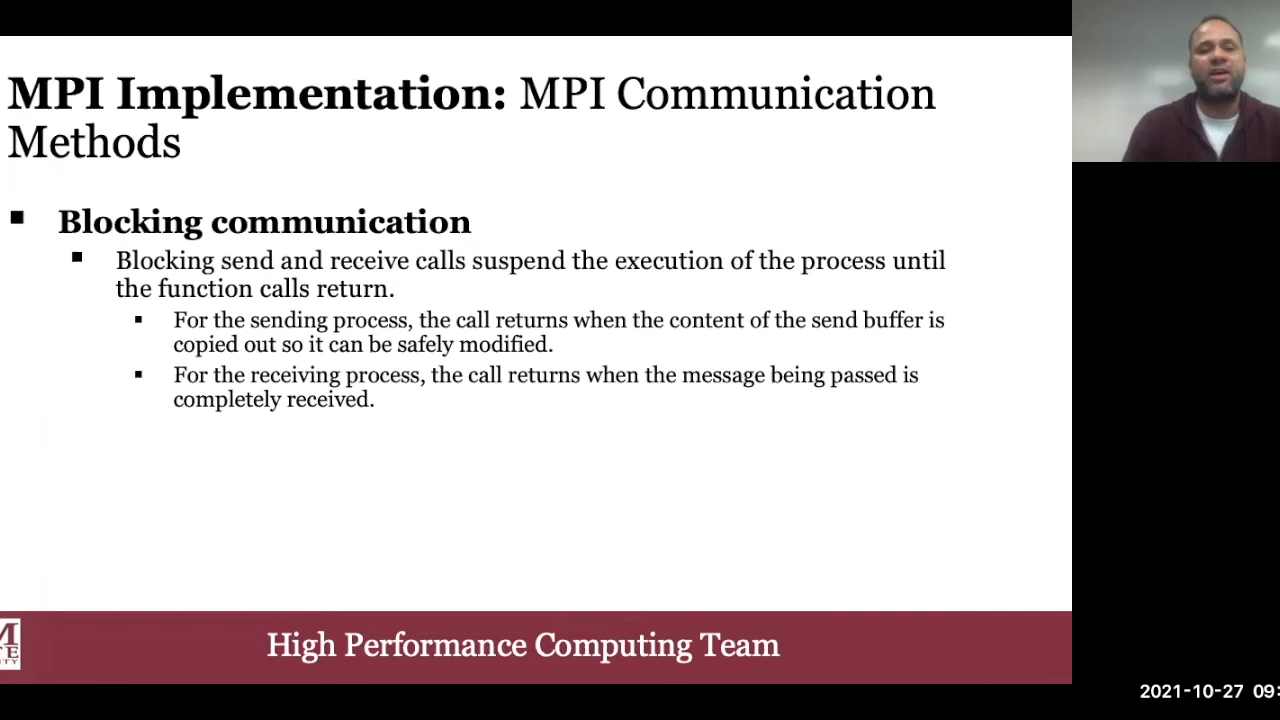 MPI Implementation: MPI Communication
Methods
Blocking communication
Blocking send and receive calls suspend the execution of the process until
the function calls return.
For the sending process, the call returns when the content of the send buffer is
copied out so it can be safely modified.
For the receiving process, the call returns when the message being passed is
completely received.
High Performance Computing Team
2021-10-27 09: